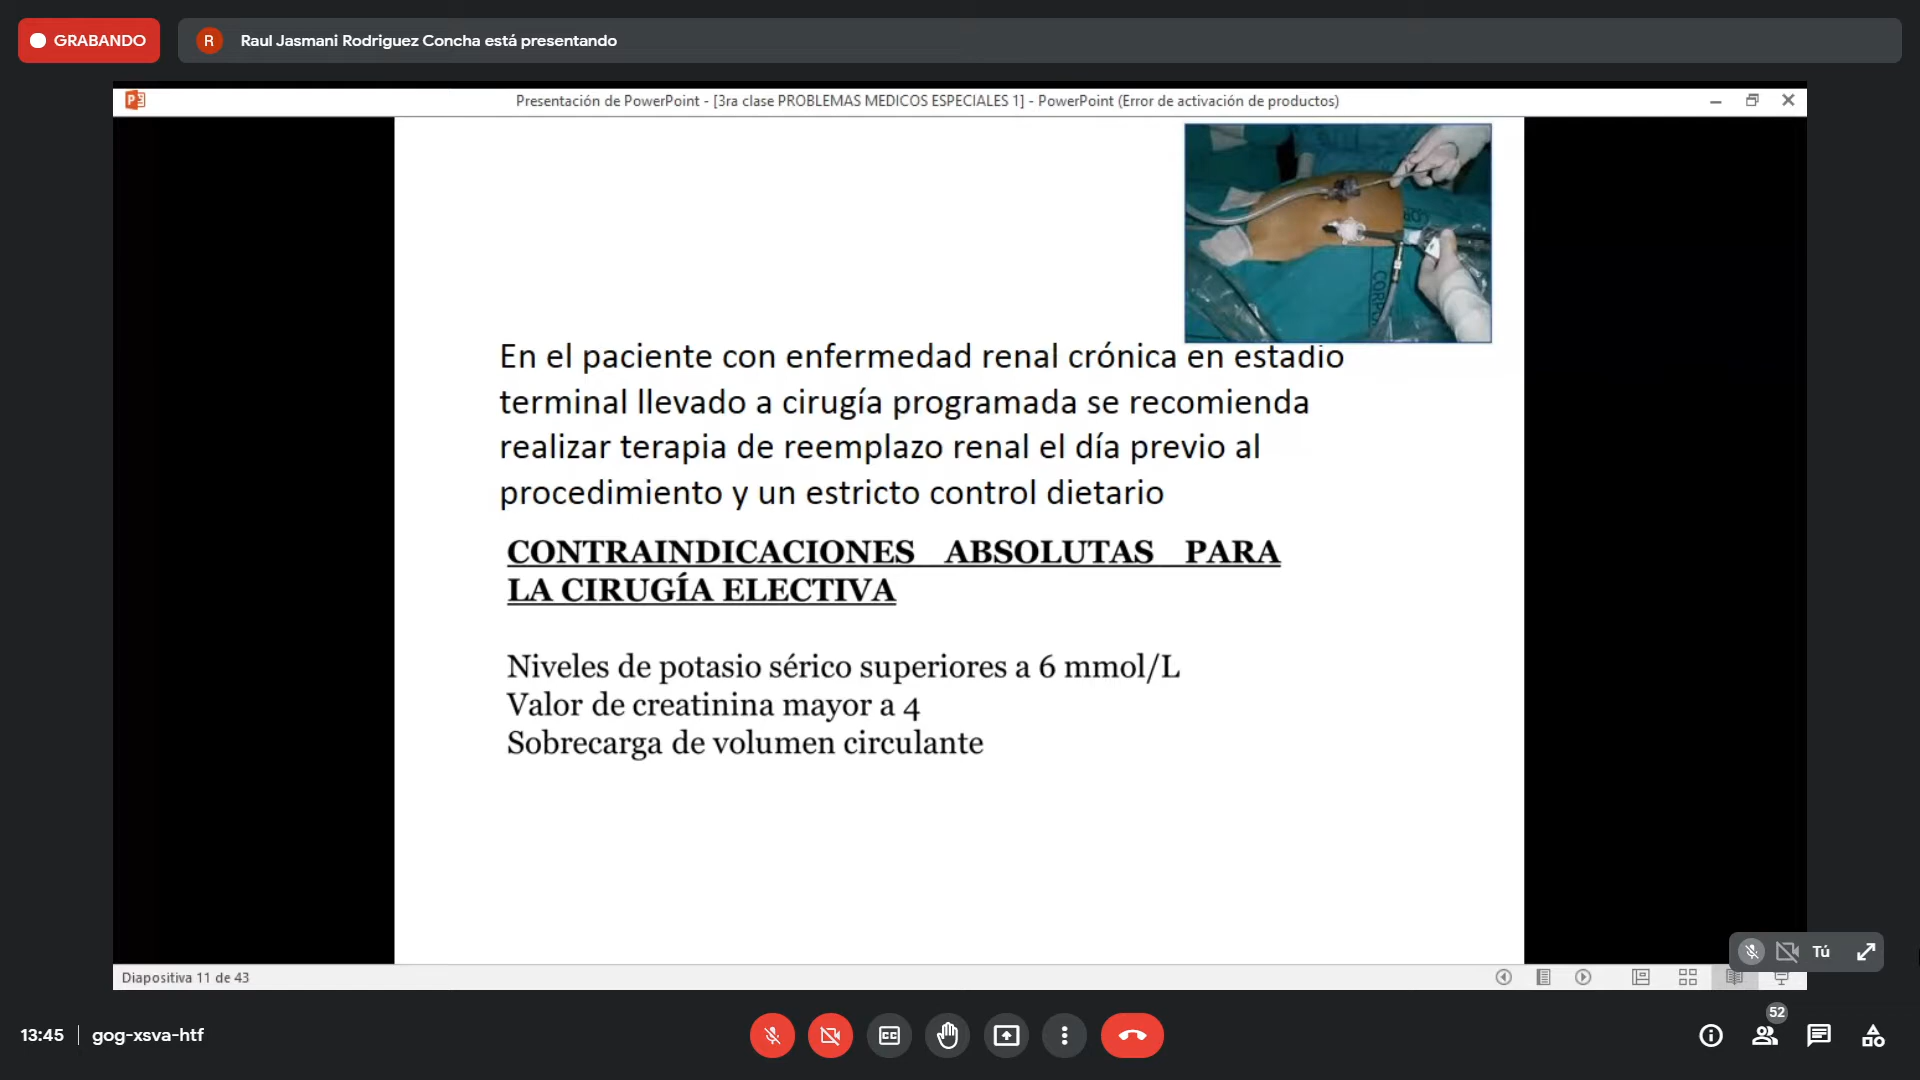 GRABANDO
R
Raul Jasmani Rodriguez Concha está presentando
Presentación de PowerPoint - [3ra clase PROBLEMAS MEDICOS ESPECIALES 1] - PowerPoint (Error de activación de productos)
En el paciente con enfermedad renal crónica en estadio
terminal llevado a cirugía programada se recomienda
realizar terapia de reemplazo renal el día previo al
procedimiento y un estricto control dietario
CONTRAINDICACIONES ABSOLUTAS PARA
LA CIRUGÍA ELECTIVA
Niveles de potasio sérico superiores a 6 mmol/L
Valor de creatinina mayor a 4
Sobrecarga de volumen circulante
Tú
Diapositiva 11 de 43
52
13:45
gog-xsva-htf